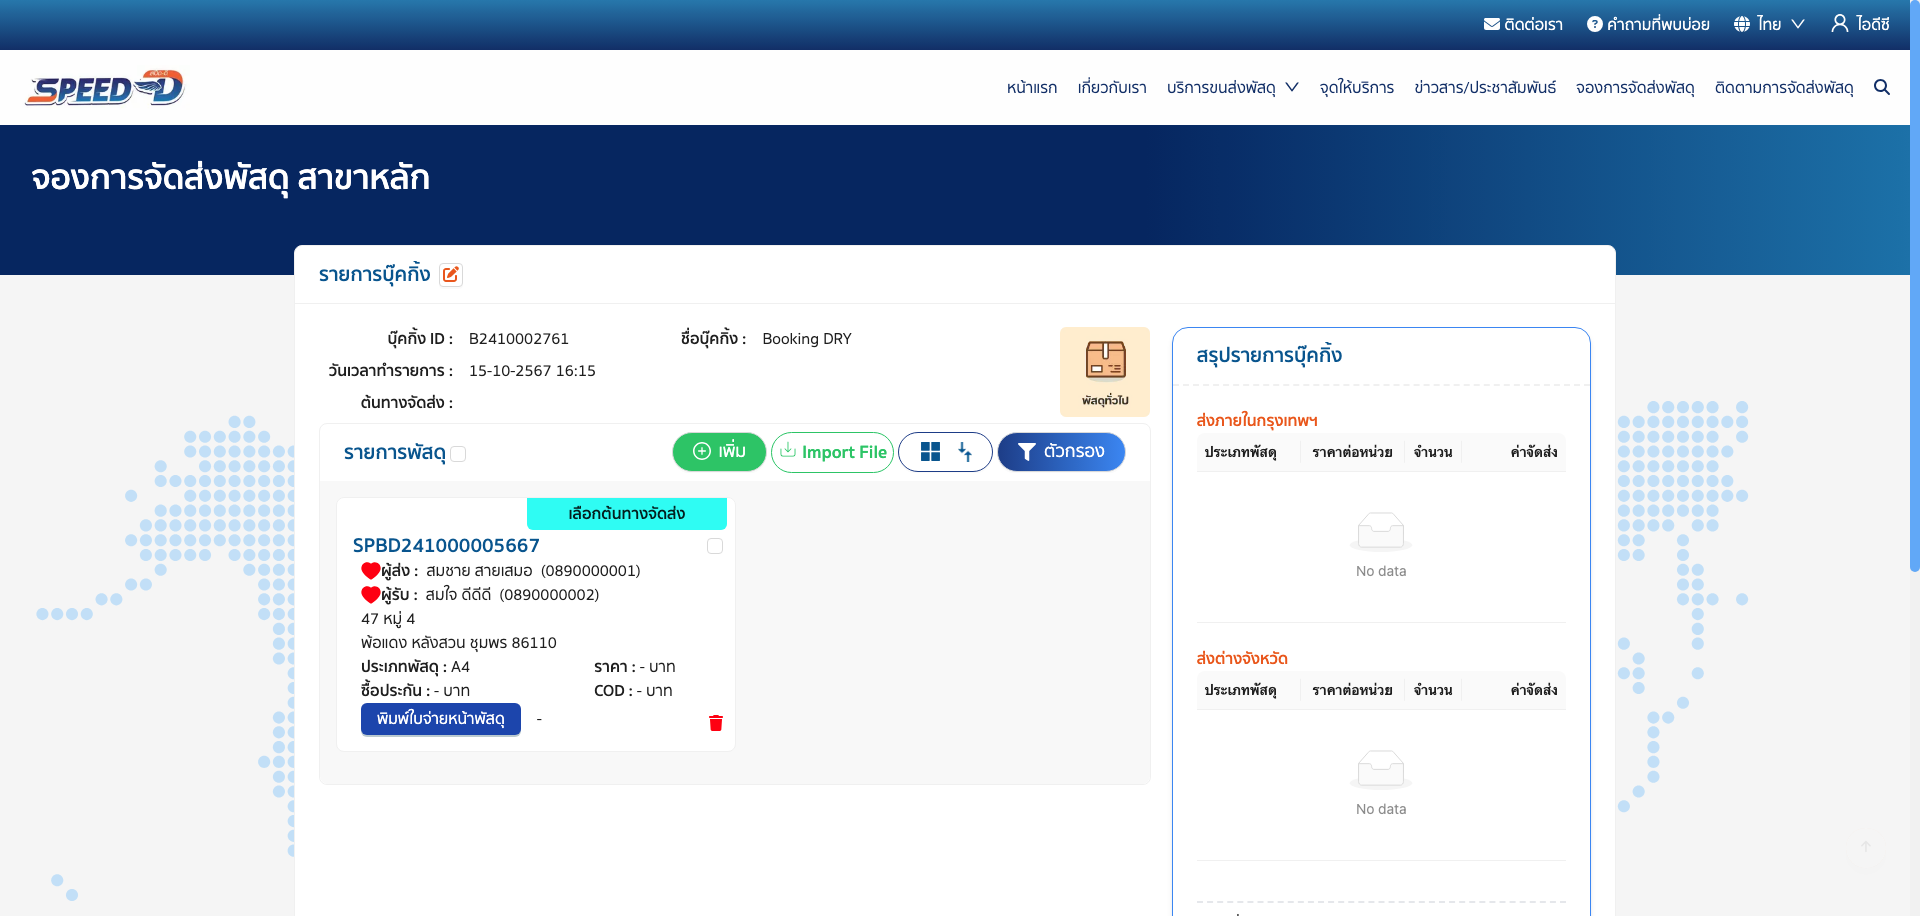 ติดต่อเรา คำถามที่พบบ่อย ไทย ไอดีซี
SPEED D
หน้าแรก เกี่ยวกับเรา บริการขนส่งพัสดุ จุดให้บริการ ข่าวสาร/ประชาสัมพันธ์ จองการจัดส่งพัสดุ ติดตามการจัดส่งพัสดุ
จองการจัดส่งพัสดุ สาขาหลัก
รายการบุ๊คกิ้ง
บุ๊คกิ้ง ID : B2410002761 ชื่อบุ๊คกิ้ง : Booking DRY
วันเวลาทำรายการ : 15-10-2567 16:15
ต้นทางจัดส่ง :
พัสดุทั่วไป
รายการพัสดุ เพิ่ม Import File ตัวกรอง
เลือกต้นทางจัดส่ง
SPBD241000005667
ผู้ส่ง : สมชาย สายเสมอ (0890000001)
ผู้รับ : สมใจ ดีดีดี (0890000002)
47 หมู่ 4
พ้อแดง หลังสวน ชุมพร 86110
ประเภทพัสดุ : A4 ราคา : - บาท
ซื้อประกัน : - บาท COD : - บาท
พิมพ์ใบจ่ายหน้าพัสดุ -
สรุปรายการบุ๊คกิ้ง
ส่งภายในกรุงเทพฯ
ประเภทพัสดุ ราคาต่อหน่วย จำนวน ค่าจัดส่ง
No data
ส่งต่างจังหวัด
ประเภทพัสดุ ราคาต่อหน่วย จำนวน ค่าจัดส่ง
No data